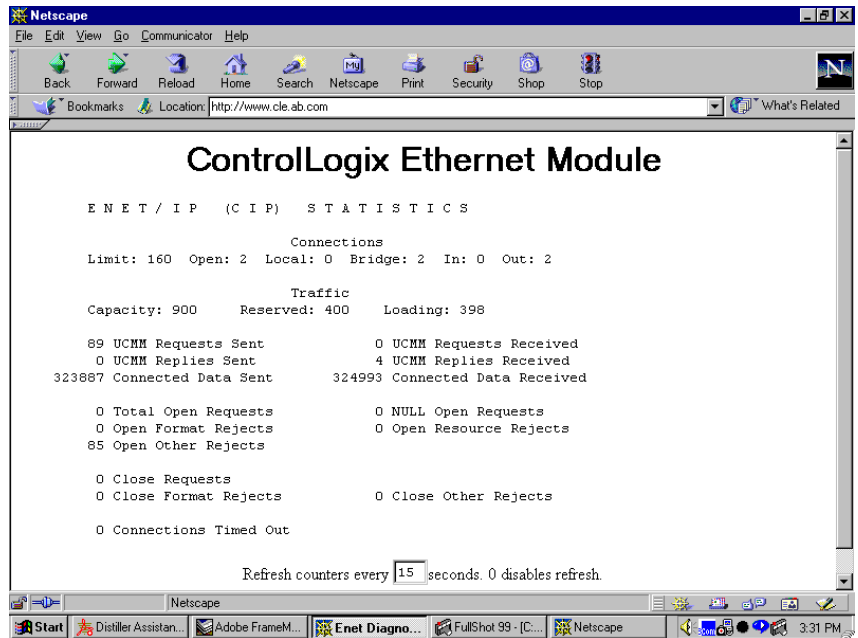 Netscape
File Edit View Go Communicator Help
My
N
Back Forward Reload Home Search Netscape Print Security Shop Stop
Bookmarks Location: http://www.cle.ab.com What's Related
ControlLogix Ethernet Module
E N E T / I P (C I P) S T A T I S T I C S
Connections
Limit: 160 Open: 2 Local: 0 Bridge: 2 In: 0 Out: 2
Traffic
Capacity: 900 Reserved: 400 Loading: 398
89 UCMM Requests Sent 0 UCMM Requests Received
0 UCMM Replies Sent 4 UCMM Replies Received
323887 Connected Data Sent 324993 Connected Data Received
0 Total Open Requests 0 NULL Open Requests
0 Open Format Rejects 0 Open Resource Rejects
85 Open Other Rejects
0 Close Requests
0 Close Format Rejects 0 Close Other Rejects
0 Connections Timed Out
Refresh counters every 15 seconds. 0 disables refresh.
Netscape
Start Distiller Assistan... Adobe FrameM... Enet Diagno... FullShot 99 - [C:... Netscape 3:31 PM